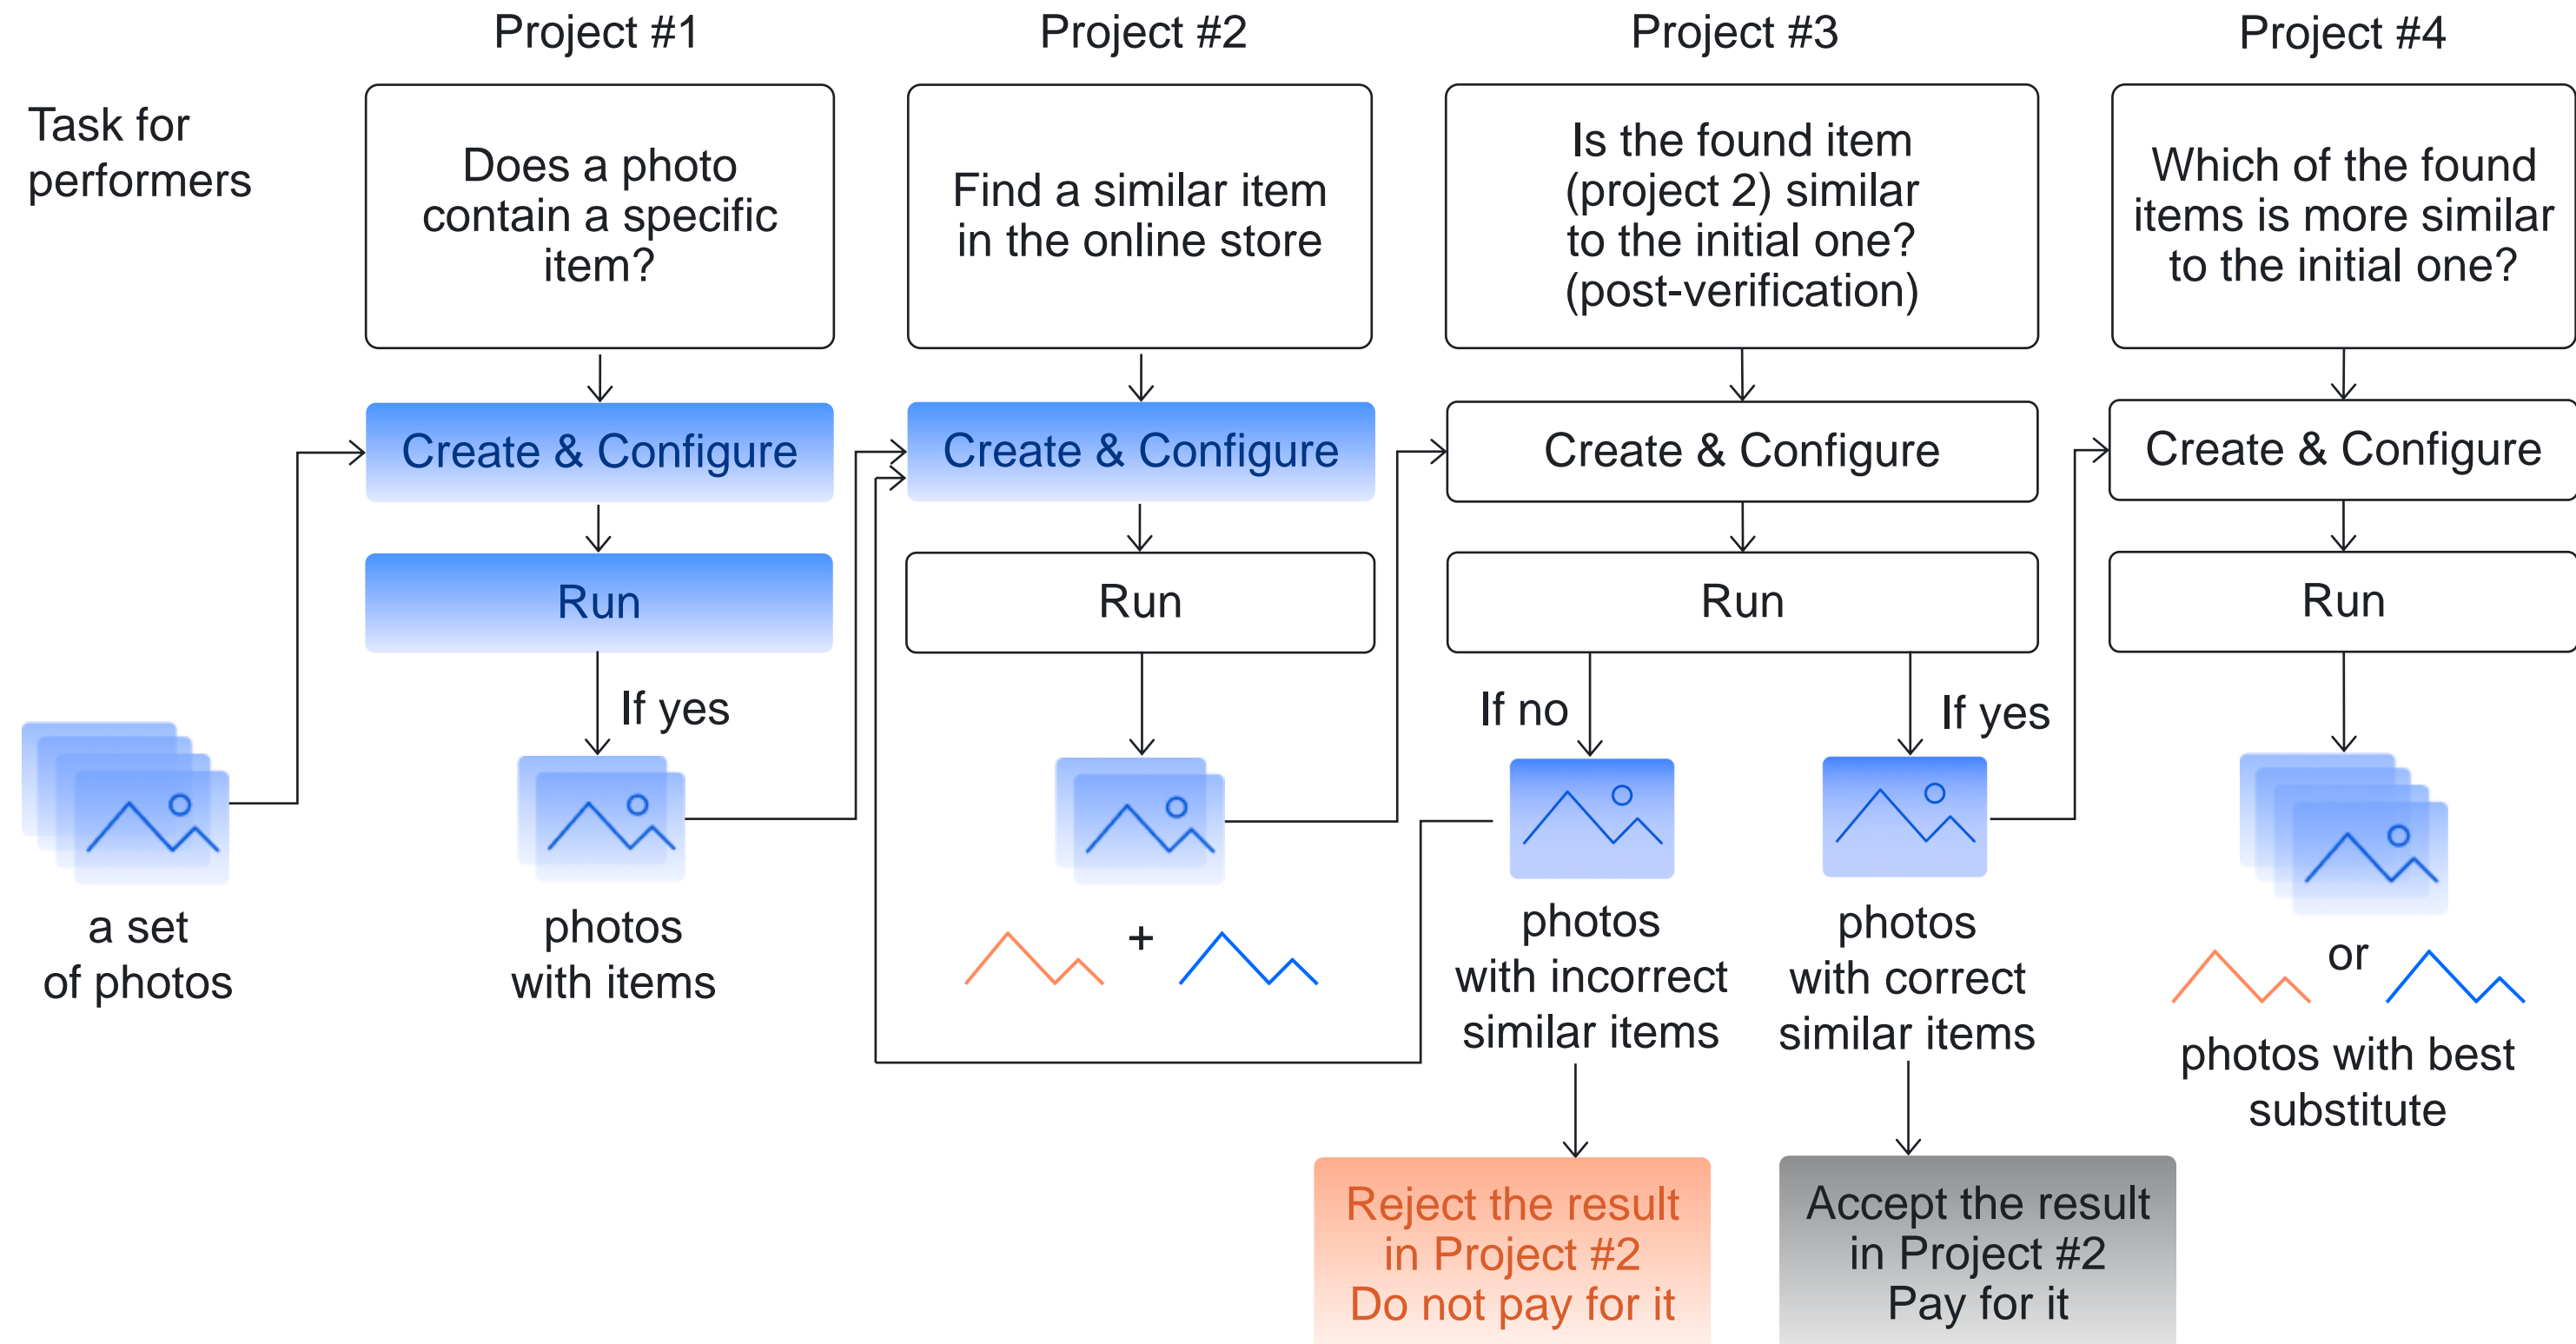 Project #1
Project #2
Project #3
Project #4
Task for
performers
Does a photo
contain a specific
item?
Find a similar item
in the online store
Is the found item
(project 2) similar
to the initial one?
(post-verification)
Which of the found
items is more similar
to the initial one?
Create & Configure
Create & Configure
Create & Configure
Create & Configure
Run
Run
Run
Run
If yes
If no
If yes
a set
of photos
photos
with items
+
photos
with incorrect
similar items
photos
with correct
similar items
or
photos with best
substitute
Reject the result
in Project #2
Do not pay for it
Accept the result
in Project #2
Pay for it